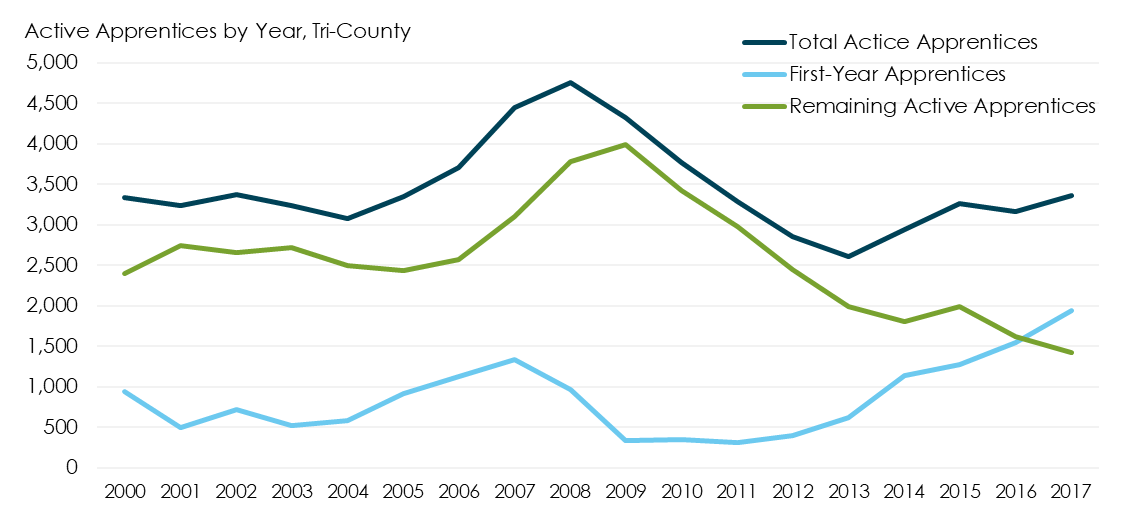 Active Apprentices by Year, Tri-County
Total Actice Apprentices
First-Year Apprentices
Remaining Active Apprentices
5,000
4,500
4,000
3,500
3,000
2,500
2,000
1,500
1,000
500
0
2000 2001 2002 2003 2004 2005 2006 2007 2008 2009 2010 2011 2012 2013 2014 2015 2016 2017